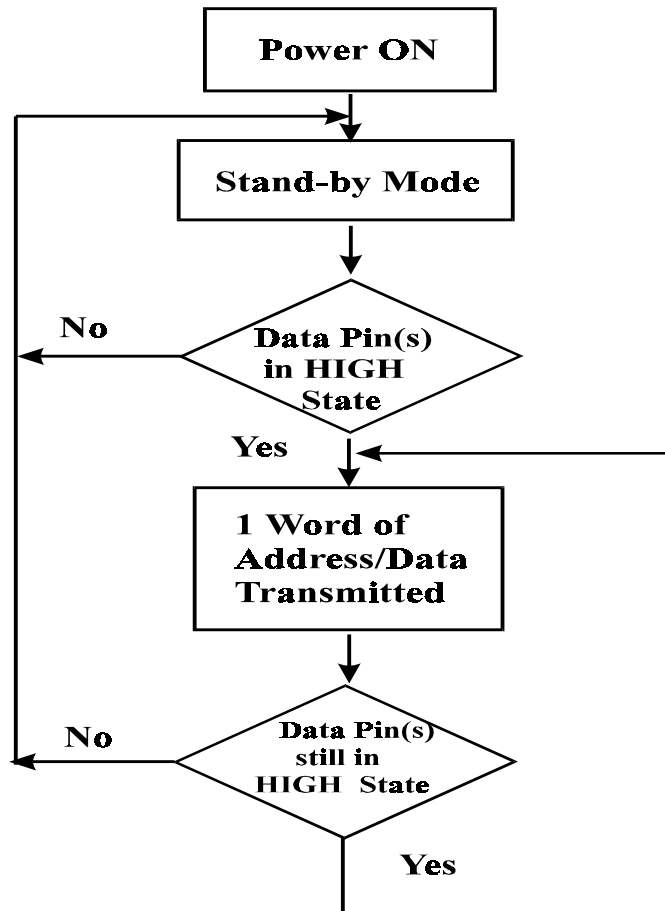 Power ON
Stand-by Mode
No
Data Pin(s)
in HIGH
State
Yes
1 Word of
Address/Data
Transmitted
No
Data Pin(s)
still in
HIGH State
Yes